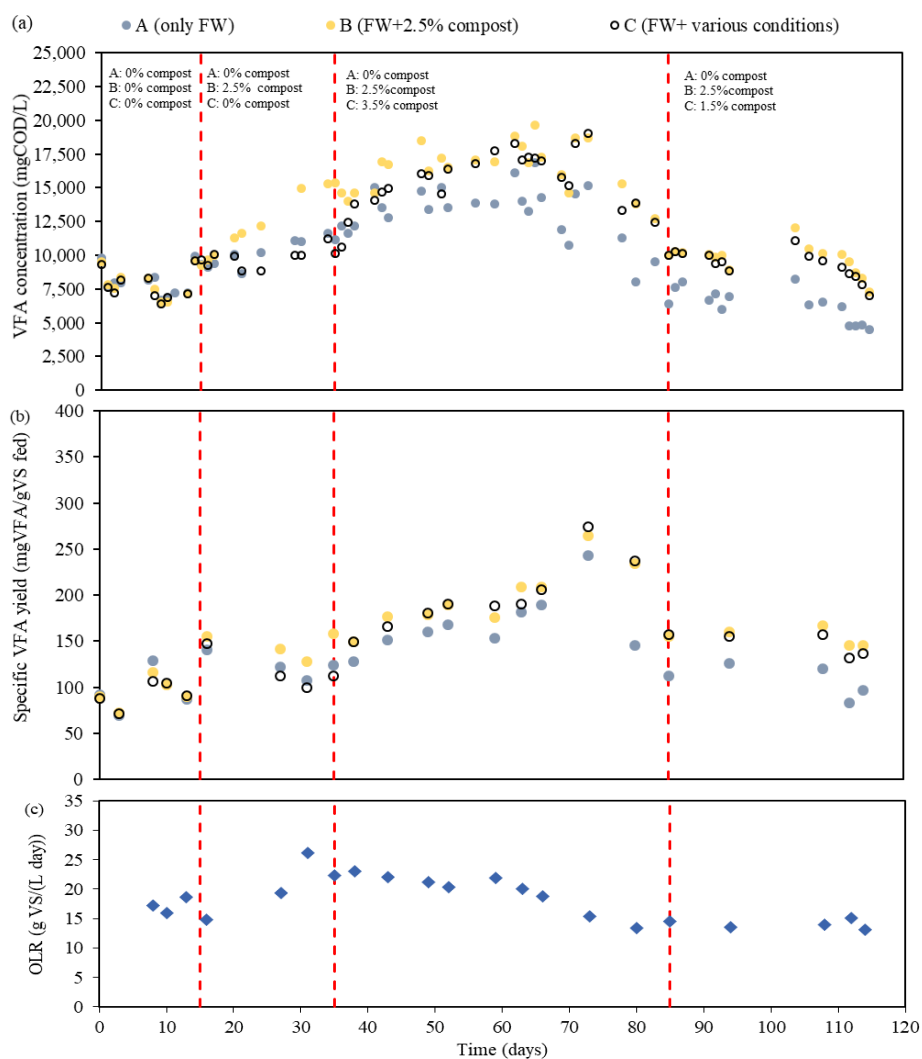 (a) A (only FW) B (FW+2.5% compost) C (FW+ various conditions)
25,000
22,500
20,000
17,500
15,000
12,500
10,000
7,500
5,000
2,500
0
VFA concentration (mgCOD/L)
A: 0% compost
B: 0% compost
C: 0% compost
A: 0% compost
B: 2.5% compost
C: 0% compost
A: 0% compost
B: 2.5%compost
C: 3.5% compost
A: 0% compost
B: 2.5%compost
C: 1.5% compost
(b)
400
350
300
250
200
150
100
50
0
Specific VFA yield (mgVFA/gVS fed)
(c)
35
30
25
20
15
10
5
0
OLR (g VS/(L day))
0 10 20 30 40 50 60 70 80 90 100 110 120
Time (days)